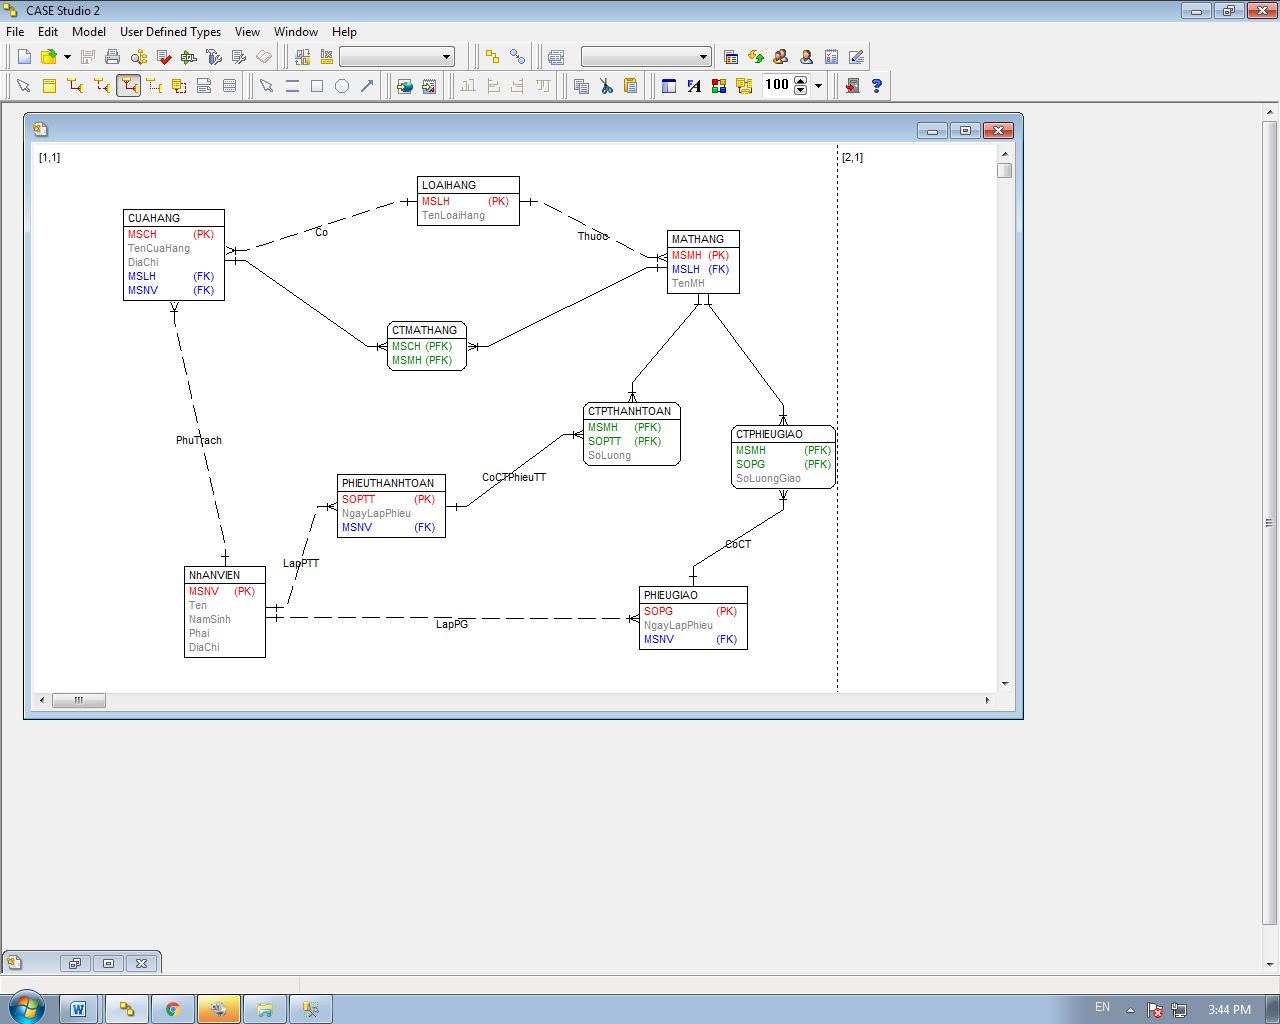 CASE Studio 2
File Edit Model User Defined Types View Window Help
100
[1,1]
[2,1]
LOAIHANG
MSLH (PK)
TenLoaiHang
CUAHANG
MSCH (PK)
TenCuaHang
DiaChi
MSLH (FK)
MSNV (FK)
Co
Thuoc
MATHANG
MSMH (PK)
MSLH (FK)
TenMH
CTMATHANG
MSCH (PFK)
MSMH (PFK)
CTPTHANHTOAN
MSMH (PFK)
SOPTT (PFK)
SoLuong
CTPHIEUGIAO
MSMH (PFK)
SOPG (PFK)
SoLuongGiao
PhuTrach
CoCTPhieuTT
PHIEUTHANHTOAN
SOPTT (PK)
NgayLapPhieu
MSNV (FK)
CoCT
LapPTT
NhANVIEN
MSNV (PK)
Ten
NamSinh
Phai
DiaChi
LapPG
PHIEUGIAO
SOPG (PK)
NgayLapPhieu
MSNV (FK)
EN
3:44 PM